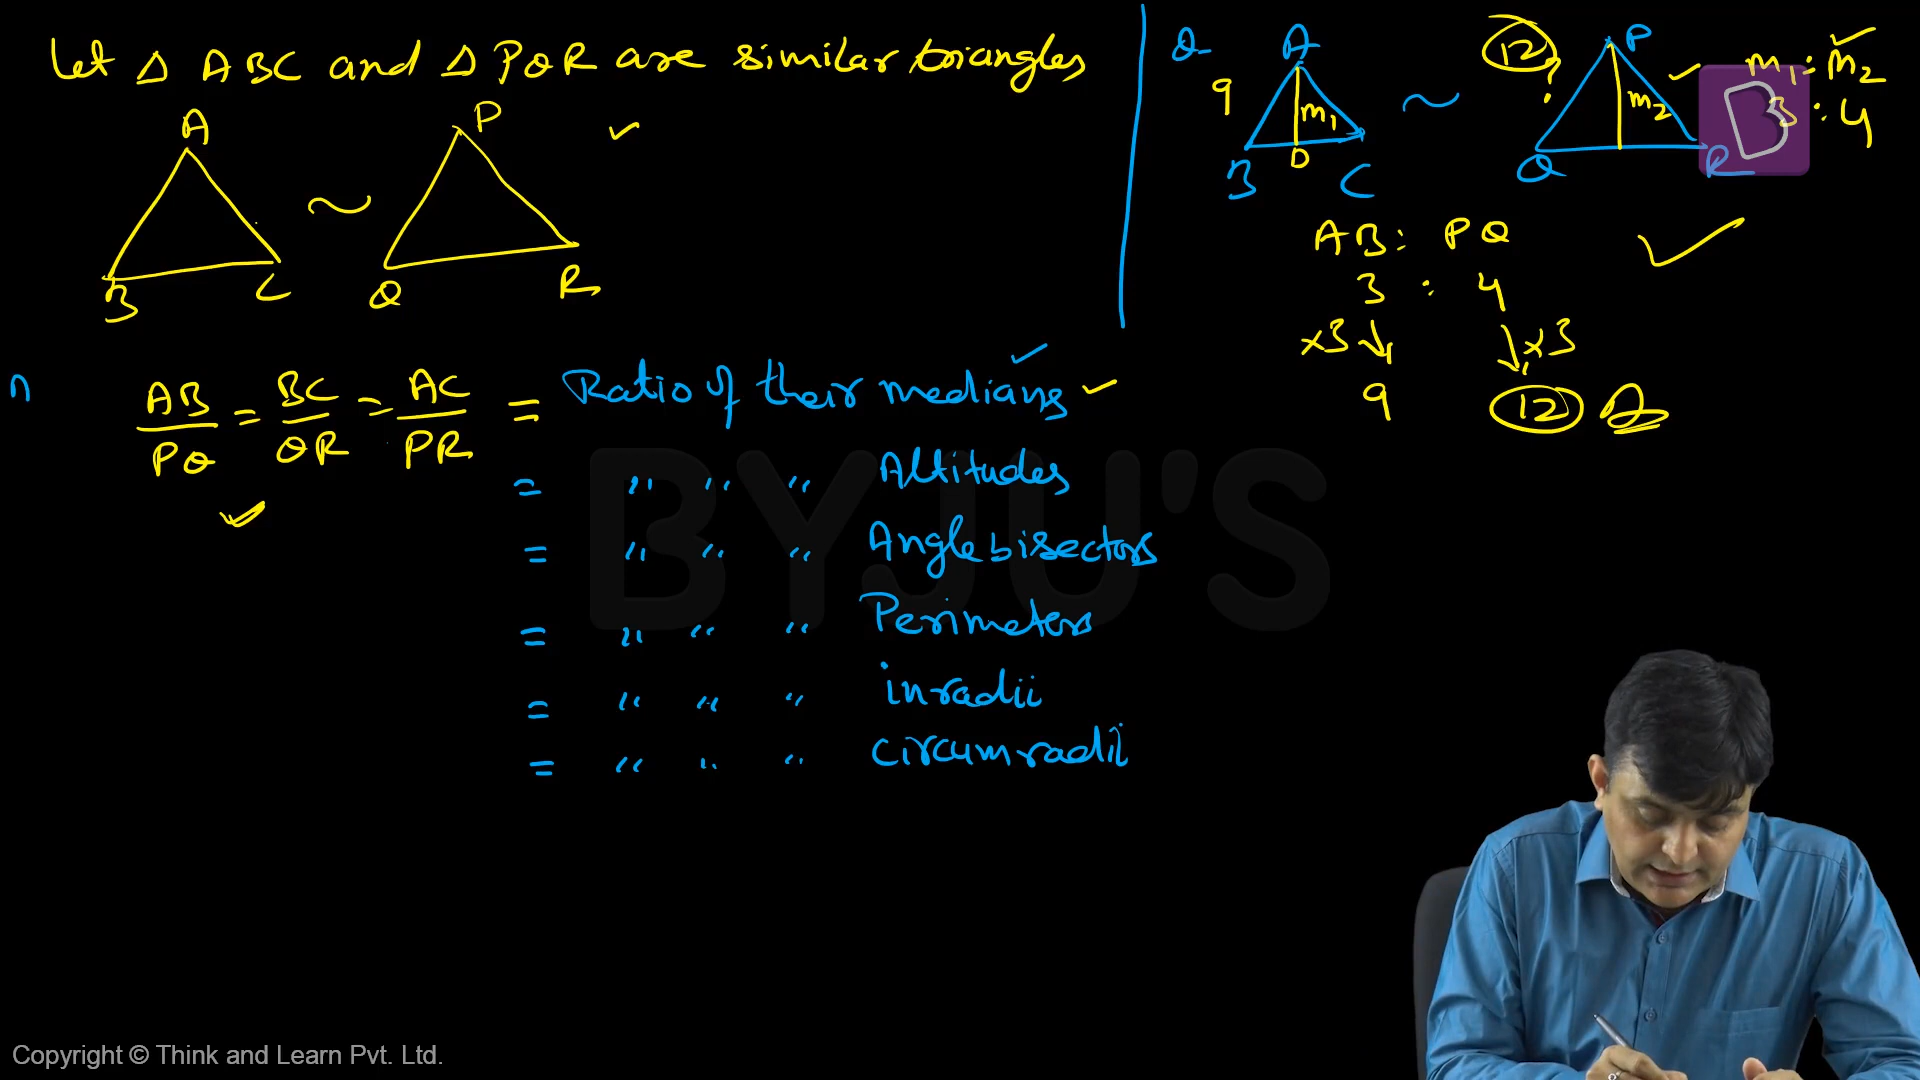 Let △ ABC and △ PQR are similar triangles
A
P ✓
~
B
C
Q
R
n
AB/PQ = BC/QR = AC/PR = Ratio of their medians ✓
= " " " Altitudes
= " " " Angle bisectors
= " " " Perimeters
= " " " inradii
= " " " circumradii
Q
A
9
m1
B
D
C
~
12
?
P
m2
Q
R
m1 : m2
3 : 4
AB : PQ
3 : 4
×3 ↓ ↓ ×3
9 12 A
B
BYJU'S
Copyright © Think and Learn Pvt. Ltd.